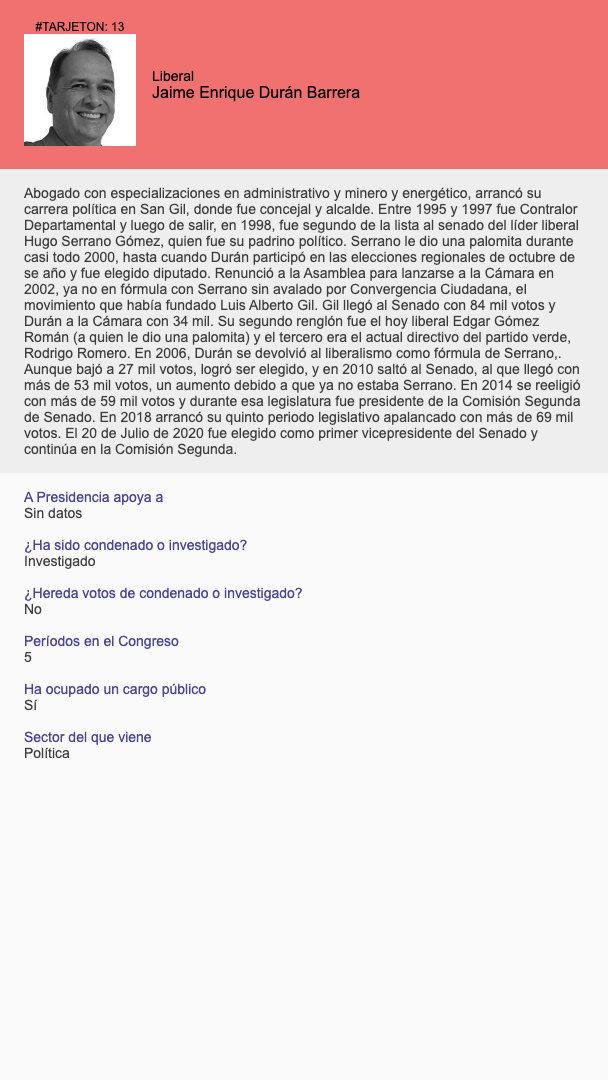 #TARJETON: 13
Liberal
Jaime Enrique Durán Barrera
Abogado con especializaciones en administrativo y minero y energético, arrancó su
carrera política en San Gil, donde fue concejal y alcalde. Entre 1995 y 1997 fue Contralor
Departamental y luego de salir, en 1998, fue segundo de la lista al senado del líder liberal
Hugo Serrano Gómez, quien fue su padrino político. Serrano le dio una palomita durante
casi todo 2000, hasta cuando Durán participó en las elecciones regionales de octubre de
se año y fue elegido diputado. Renunció a la Asamblea para lanzarse a la Cámara en
2002, ya no en fórmula con Serrano sin avalado por Convergencia Ciudadana, el
movimiento que había fundado Luis Alberto Gil. Gil llegó al Senado con 84 mil votos y
Durán a la Cámara con 34 mil. Su segundo renglón fue el hoy liberal Edgar Gómez
Román (a quien le dio una palomita) y el tercero era el actual directivo del partido verde,
Rodrigo Romero. En 2006, Durán se devolvió al liberalismo como fórmula de Serrano,.
Aunque bajó a 27 mil votos, logró ser elegido, y en 2010 saltó al Senado, al que llegó con
más de 53 mil votos, un aumento debido a que ya no estaba Serrano. En 2014 se reeligió
con más de 59 mil votos y durante esa legislatura fue presidente de la Comisión Segunda
de Senado. En 2018 arrancó su quinto periodo legislativo apalancado con más de 69 mil
votos. El 20 de Julio de 2020 fue elegido como primer vicepresidente del Senado y
continúa en la Comisión Segunda.
A Presidencia apoya a
Sin datos
¿Ha sido condenado o investigado?
Investigado
¿Hereda votos de condenado o investigado?
No
Períodos en el Congreso
5
Ha ocupado un cargo público
Sí
Sector del que viene
Política